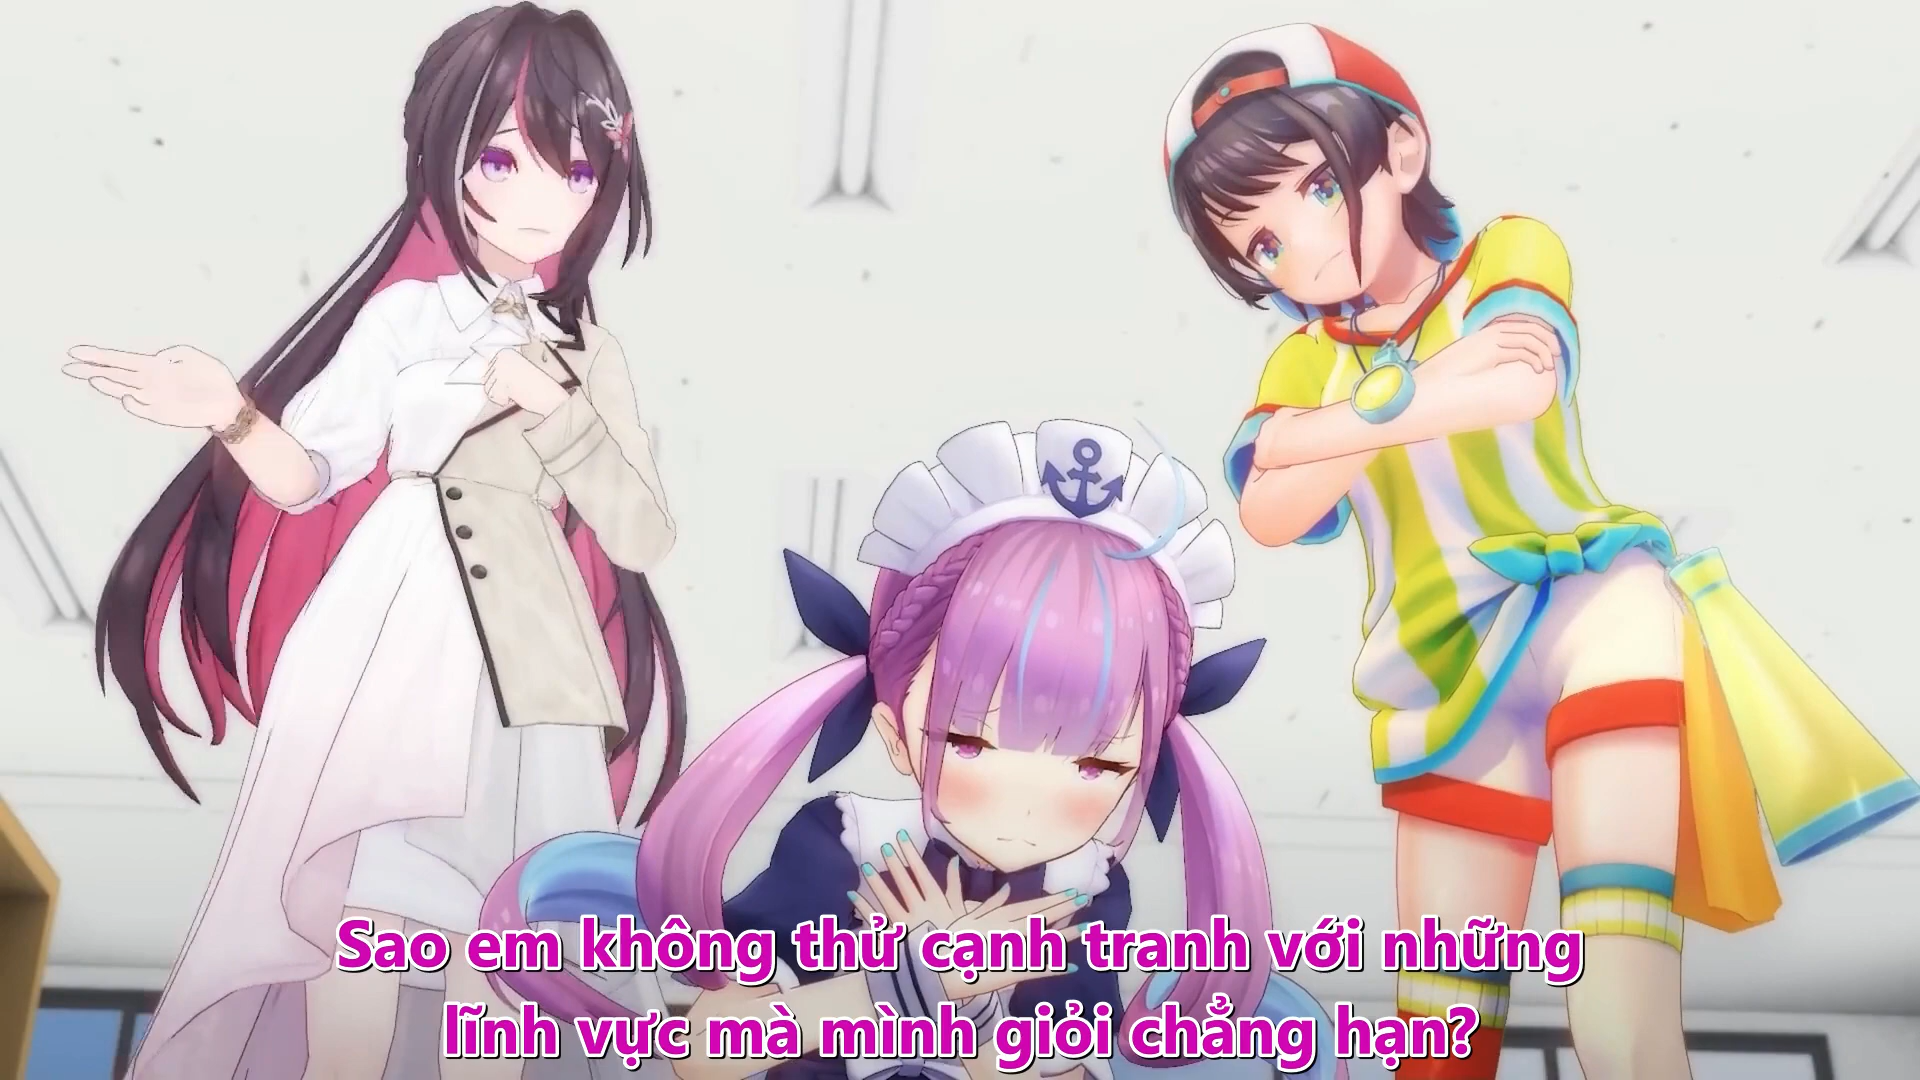 Sao em không thử cạnh tranh với những
lĩnh vực mà mình giỏi chẳng hạn?